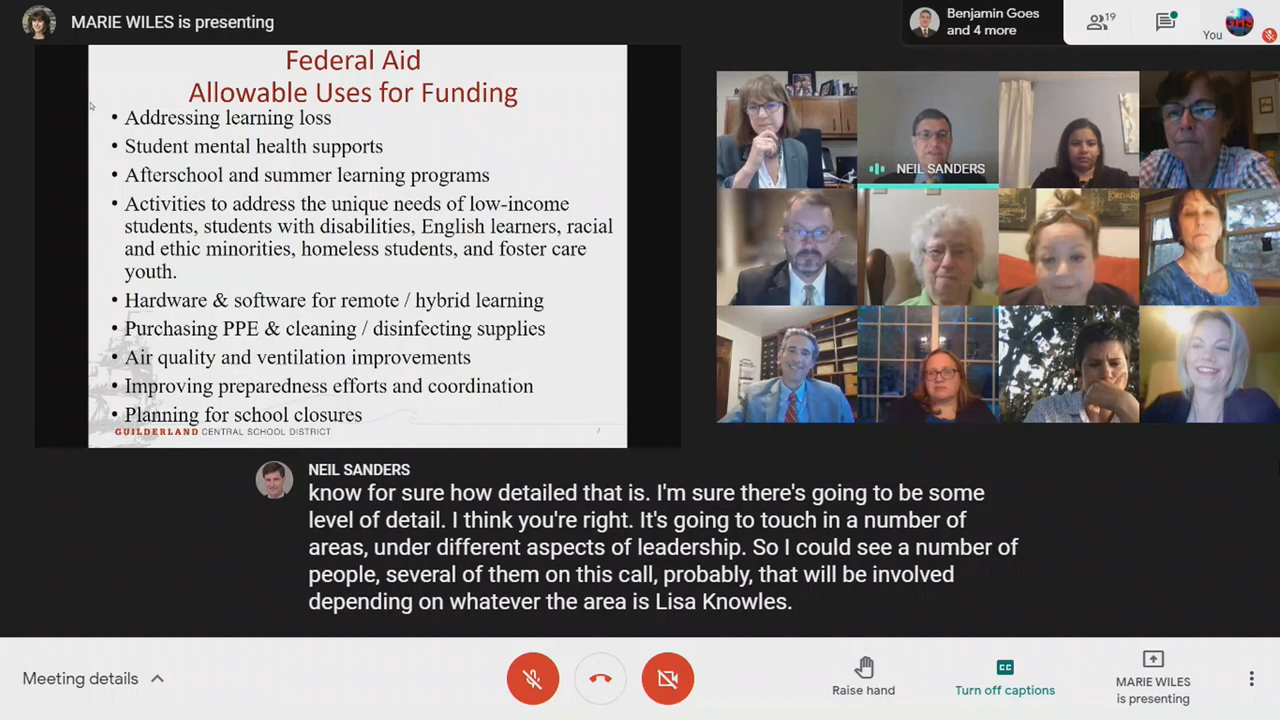 MARIE WILES is presenting
Benjamin Goes
and 4 more
19
You
GHS
Federal Aid
Allowable Uses for Funding
• Addressing learning loss
• Student mental health supports
• Afterschool and summer learning programs
• Activities to address the unique needs of low-income
students, students with disabilities, English learners, racial
and ethic minorities, homeless students, and foster care
youth.
• Hardware & software for remote / hybrid learning
• Purchasing PPE & cleaning / disinfecting supplies
• Air quality and ventilation improvements
• Improving preparedness efforts and coordination
• Planning for school closures
GUILDERLAND CENTRAL SCHOOL DISTRICT
7
NEIL SANDERS
NEIL SANDERS
know for sure how detailed that is. I'm sure there's going to be some
level of detail. I think you're right. It's going to touch in a number of
areas, under different aspects of leadership. So I could see a number of
people, several of them on this call, probably, that will be involved
depending on whatever the area is Lisa Knowles.
Meeting details
Raise hand
CC
Turn off captions
MARIE WILES
is presenting